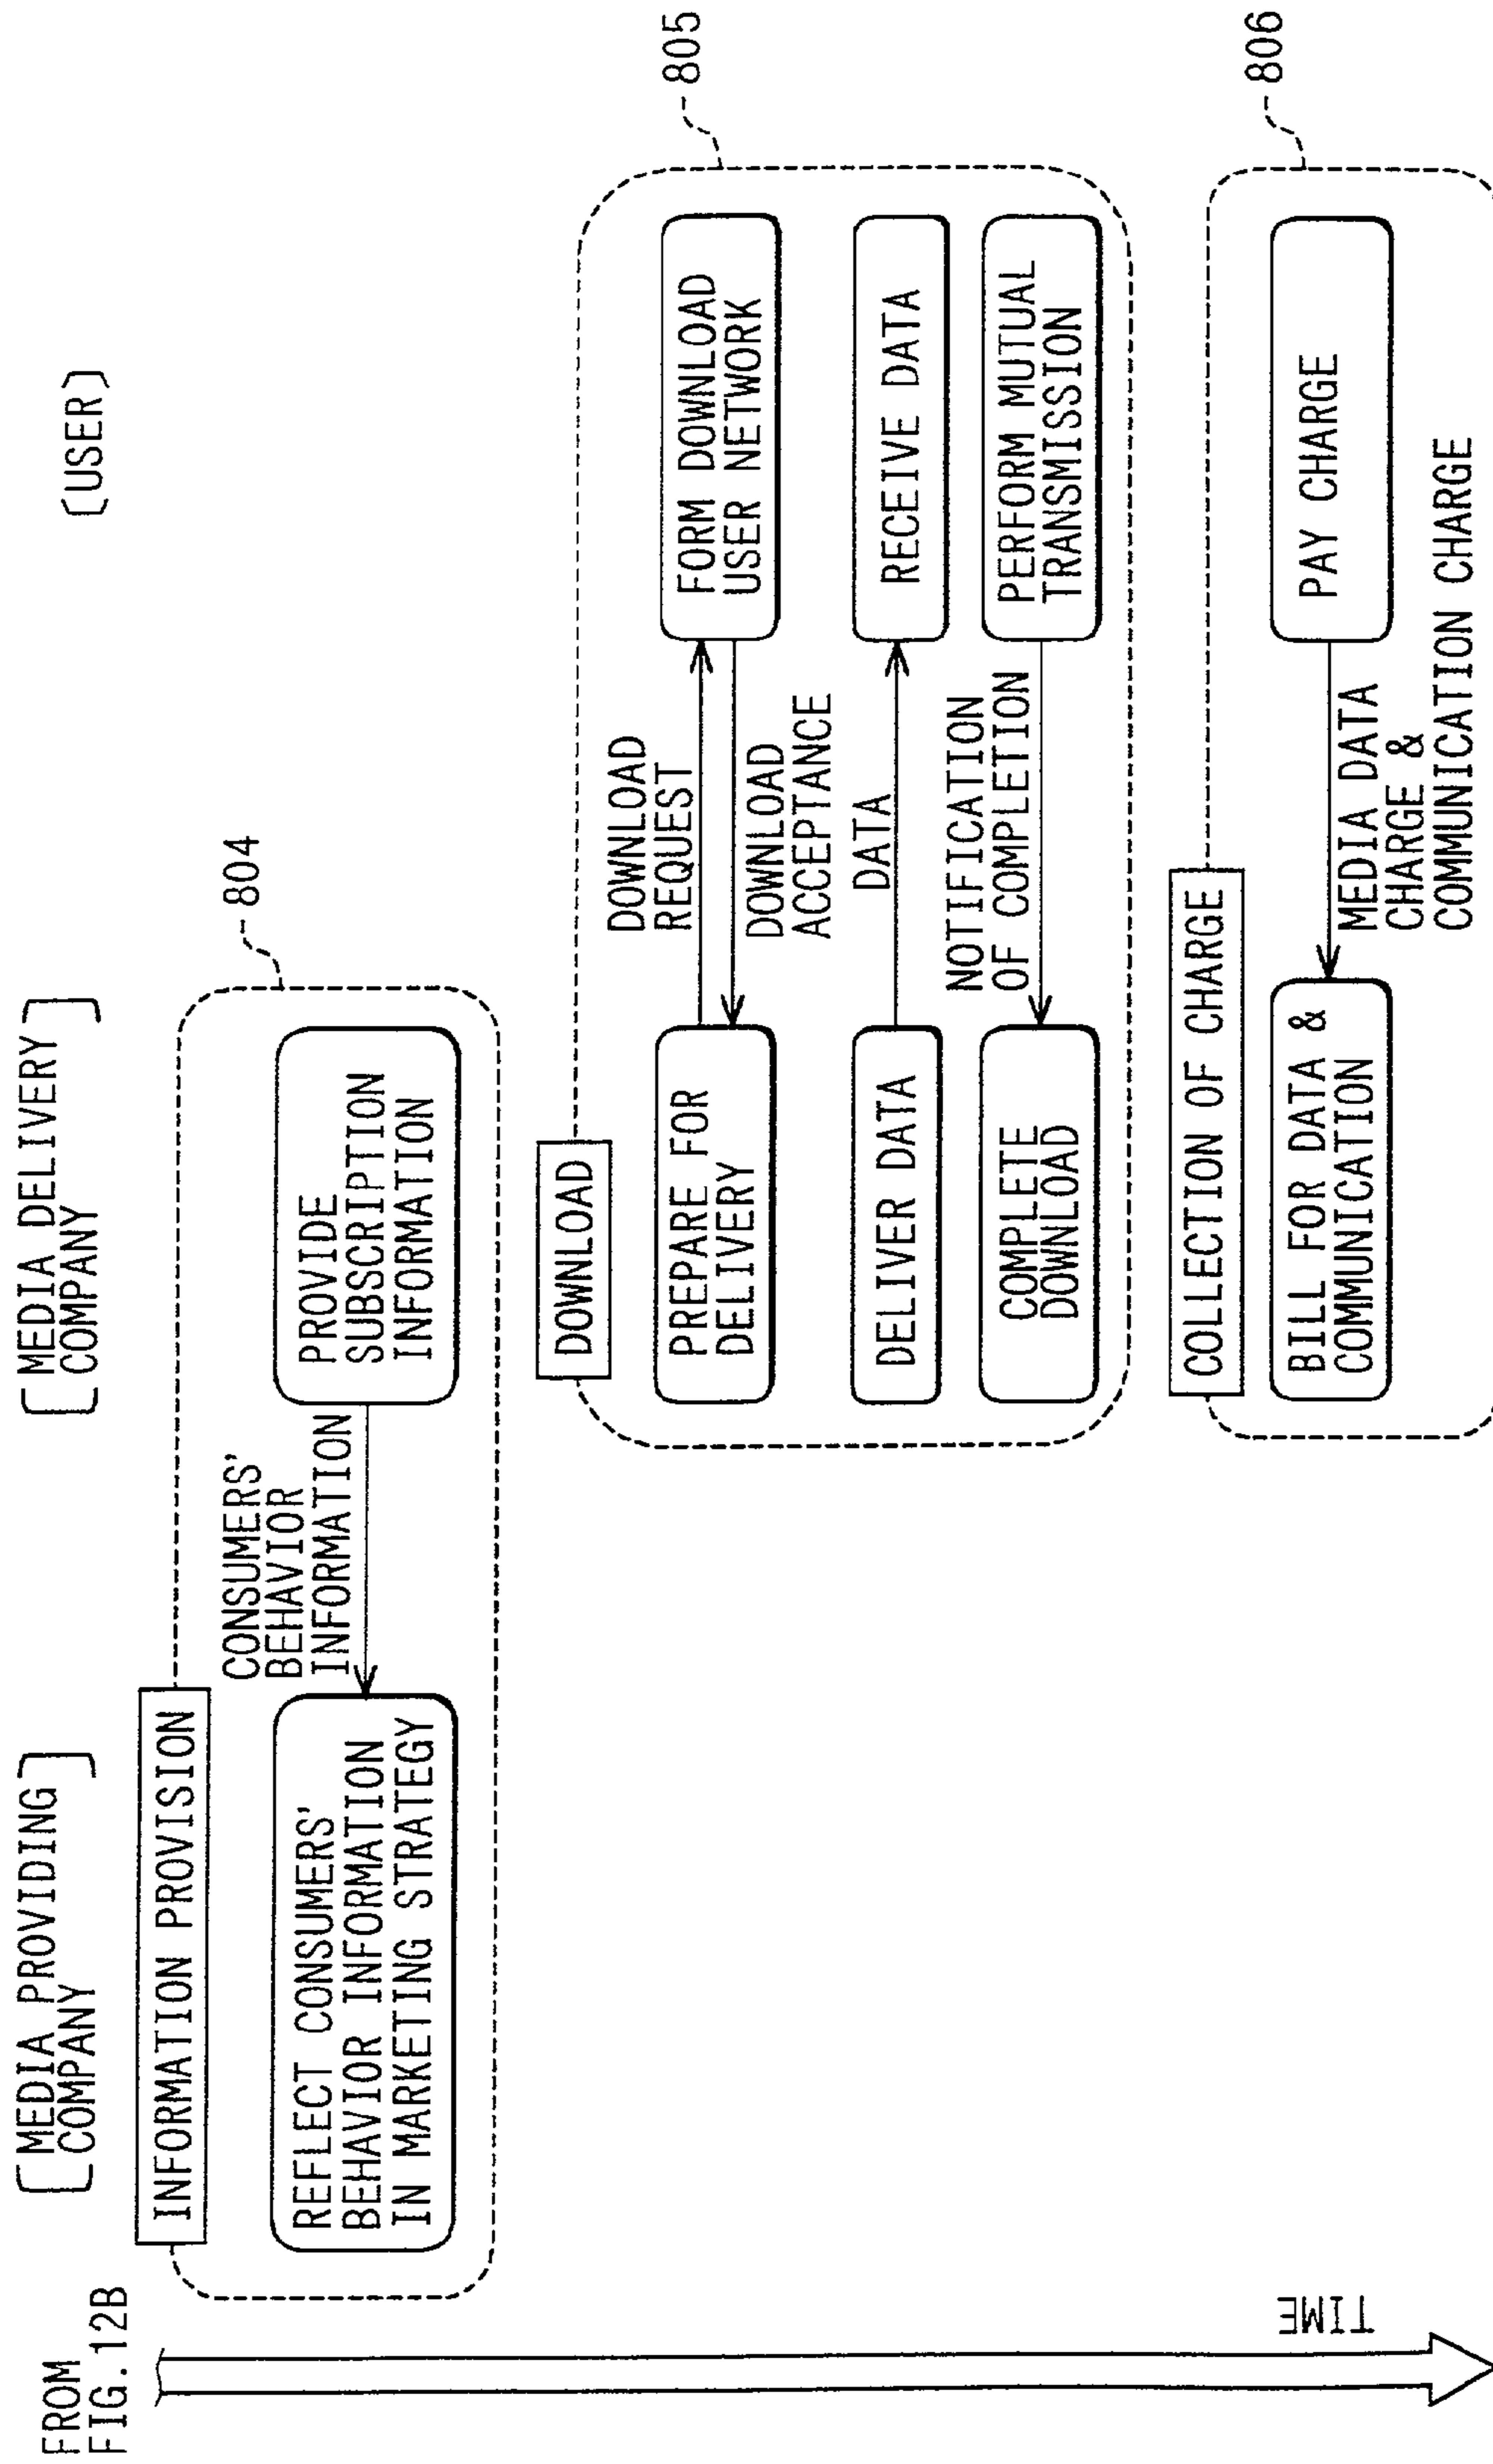 FROM
FIG.12B
[MEDIA PROVIDING
COMPANY]
[MEDIA DELIVERY
COMPANY]
(USER)
INFORMATION PROVISION
804
REFLECT CONSUMERS'
BEHAVIOR INFORMATION
IN MARKETING STRATEGY
CONSUMERS'
BEHAVIOR
INFORMATION
PROVIDE
SUBSCRIPTION
INFORMATION
DOWNLOAD
805
PREPARE FOR
DELIVERY
DOWNLOAD
REQUEST
DOWNLOAD
ACCEPTANCE
FORM DOWNLOAD
USER NETWORK
DELIVER DATA
DATA
RECEIVE DATA
COMPLETE
DOWNLOAD
NOTIFICATION
OF COMPLETION
PERFORM MUTUAL
TRANSMISSION
COLLECTION OF CHARGE
806
BILL FOR DATA &
COMMUNICATION
MEDIA DATA
CHARGE &
COMMUNICATION CHARGE
PAY CHARGE
TIME